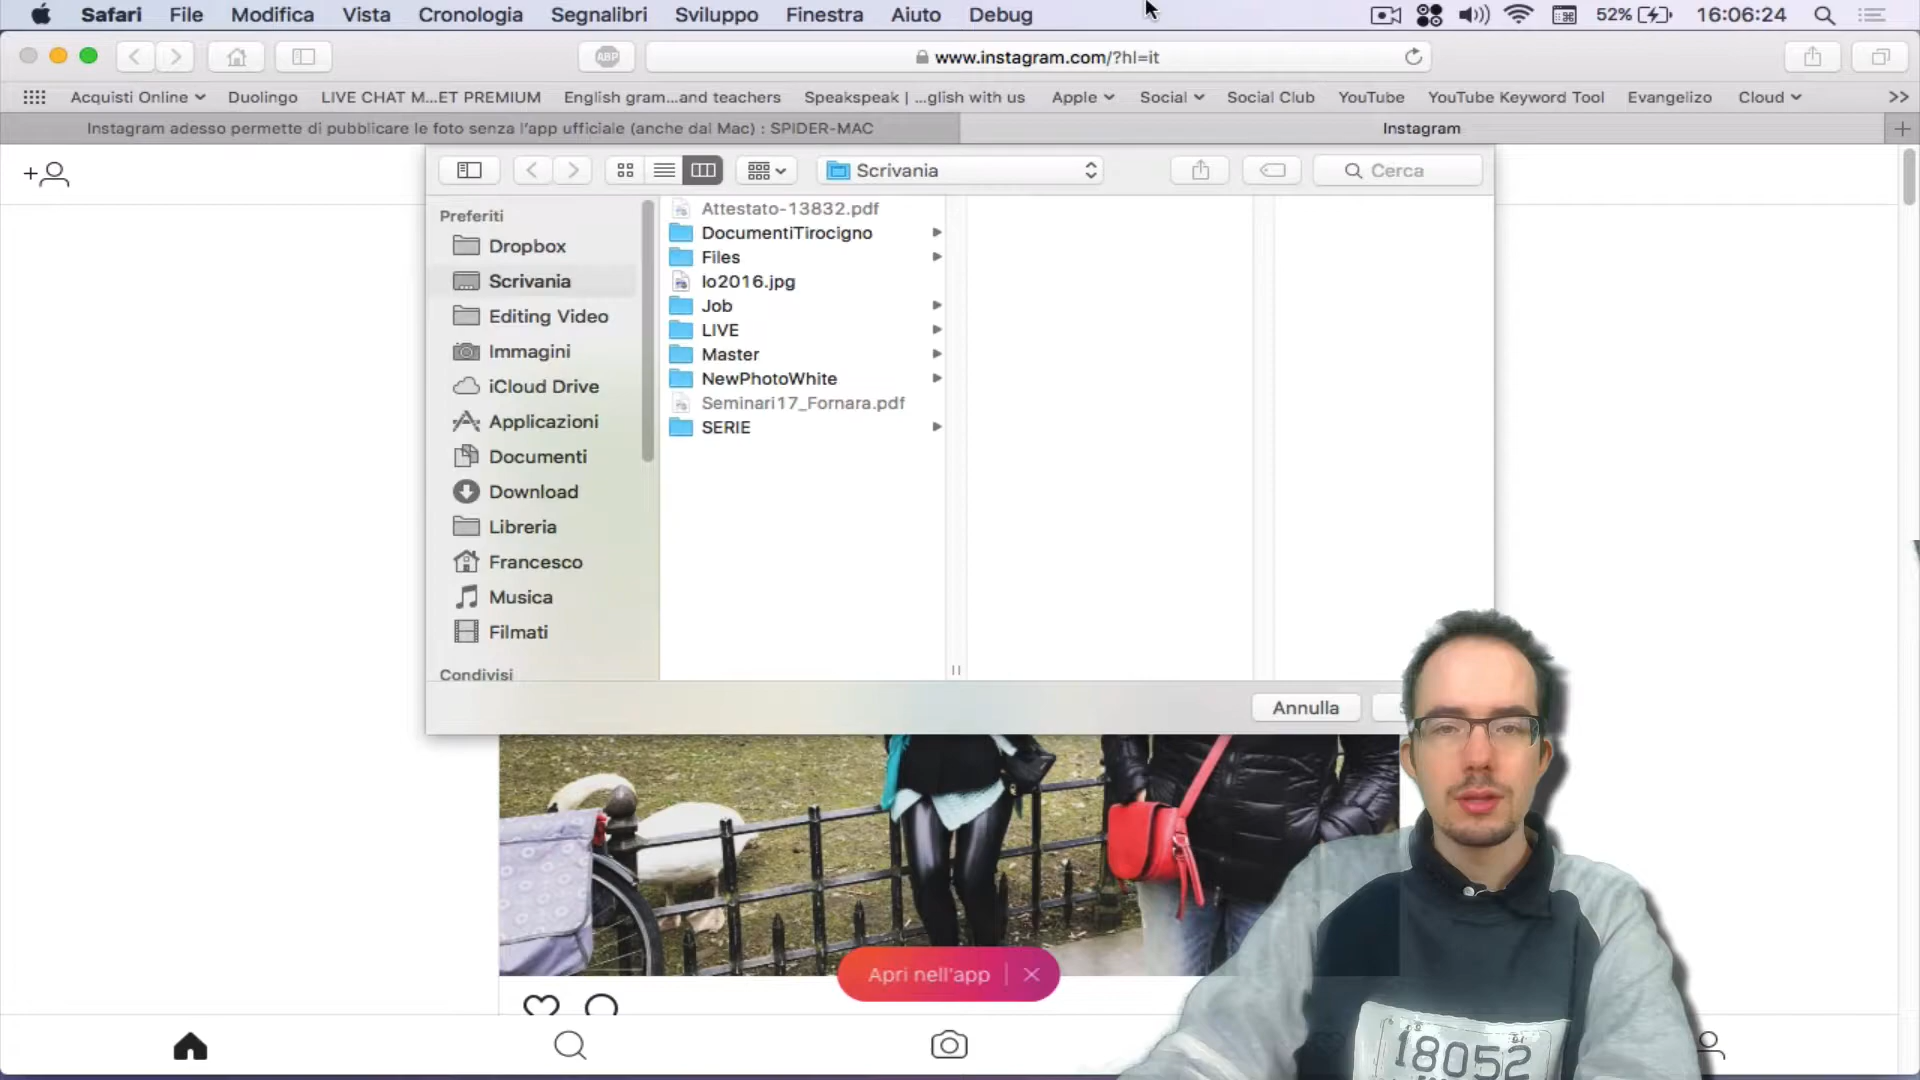 Safari File Modifica Vista Cronologia Segnalibri Sviluppo Finestra Aiuto Debug 52% 16:06:24
ABP www.instagram.com/?hl=it
Acquisti Online Duolingo LIVE CHAT M...ET PREMIUM English gram...and teachers Speakspeak | ...glish with us Apple Social Social Club YouTube YouTube Keyword Tool Evangelizo Cloud >>
Instagram adesso permette di pubblicare le foto senza l'app ufficiale (anche dal Mac) : SPIDER-MAC Instagram
Scrivania Cerca
Preferiti
Dropbox
Scrivania
Editing Video
Immagini
iCloud Drive
Applicazioni
Documenti
Download
Libreria
Francesco
Musica
Filmati
Condivisi
Attestato-13832.pdf
DocumentiTirocigno
Files
Io2016.jpg
Job
LIVE
Master
NewPhotoWhite
Seminari17_Fornara.pdf
SERIE
Annulla
Apri nell'app
18052